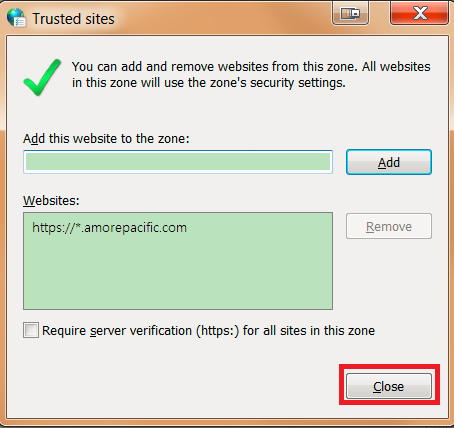 Trusted sites
You can add and remove websites from this zone. All websites
in this zone will use the zone's security settings.
Add this website to the zone:
Add
Websites:
https://*.amorepacific.com
Remove
Require server verification (https:) for all sites in this zone
Close